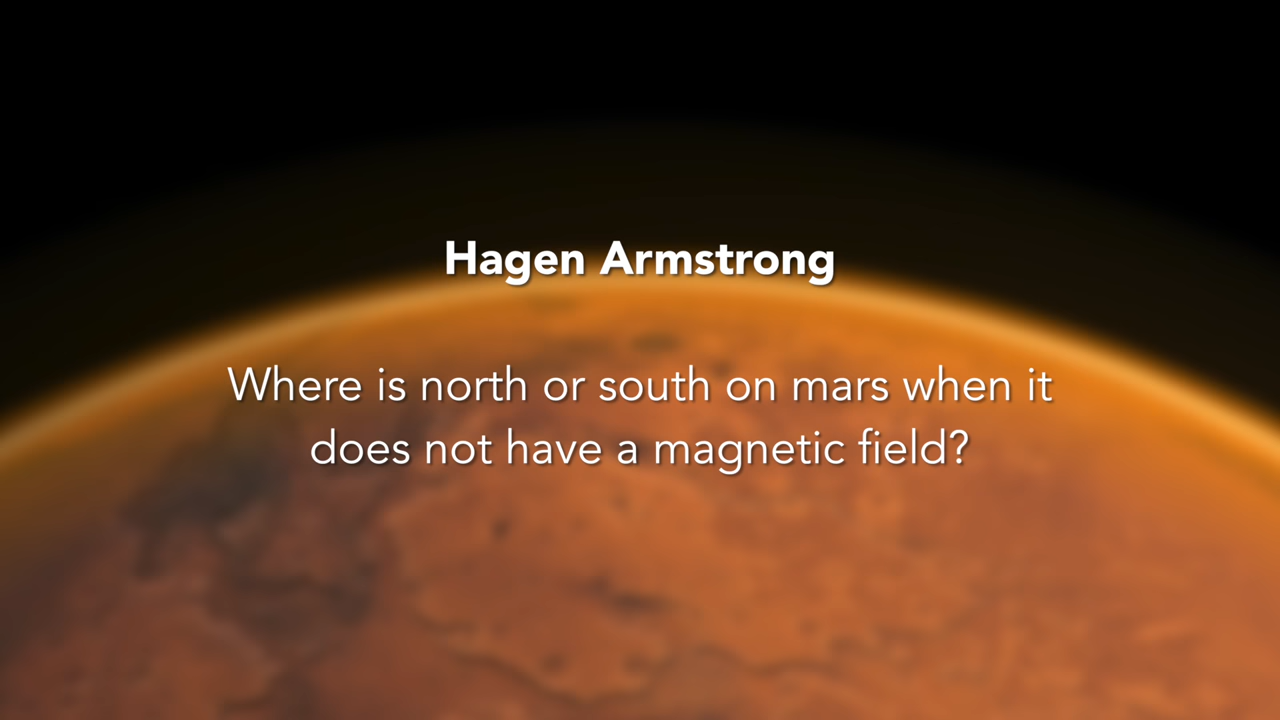 Hagen Armstrong
Where is north or south on mars when it
does not have a magnetic field?